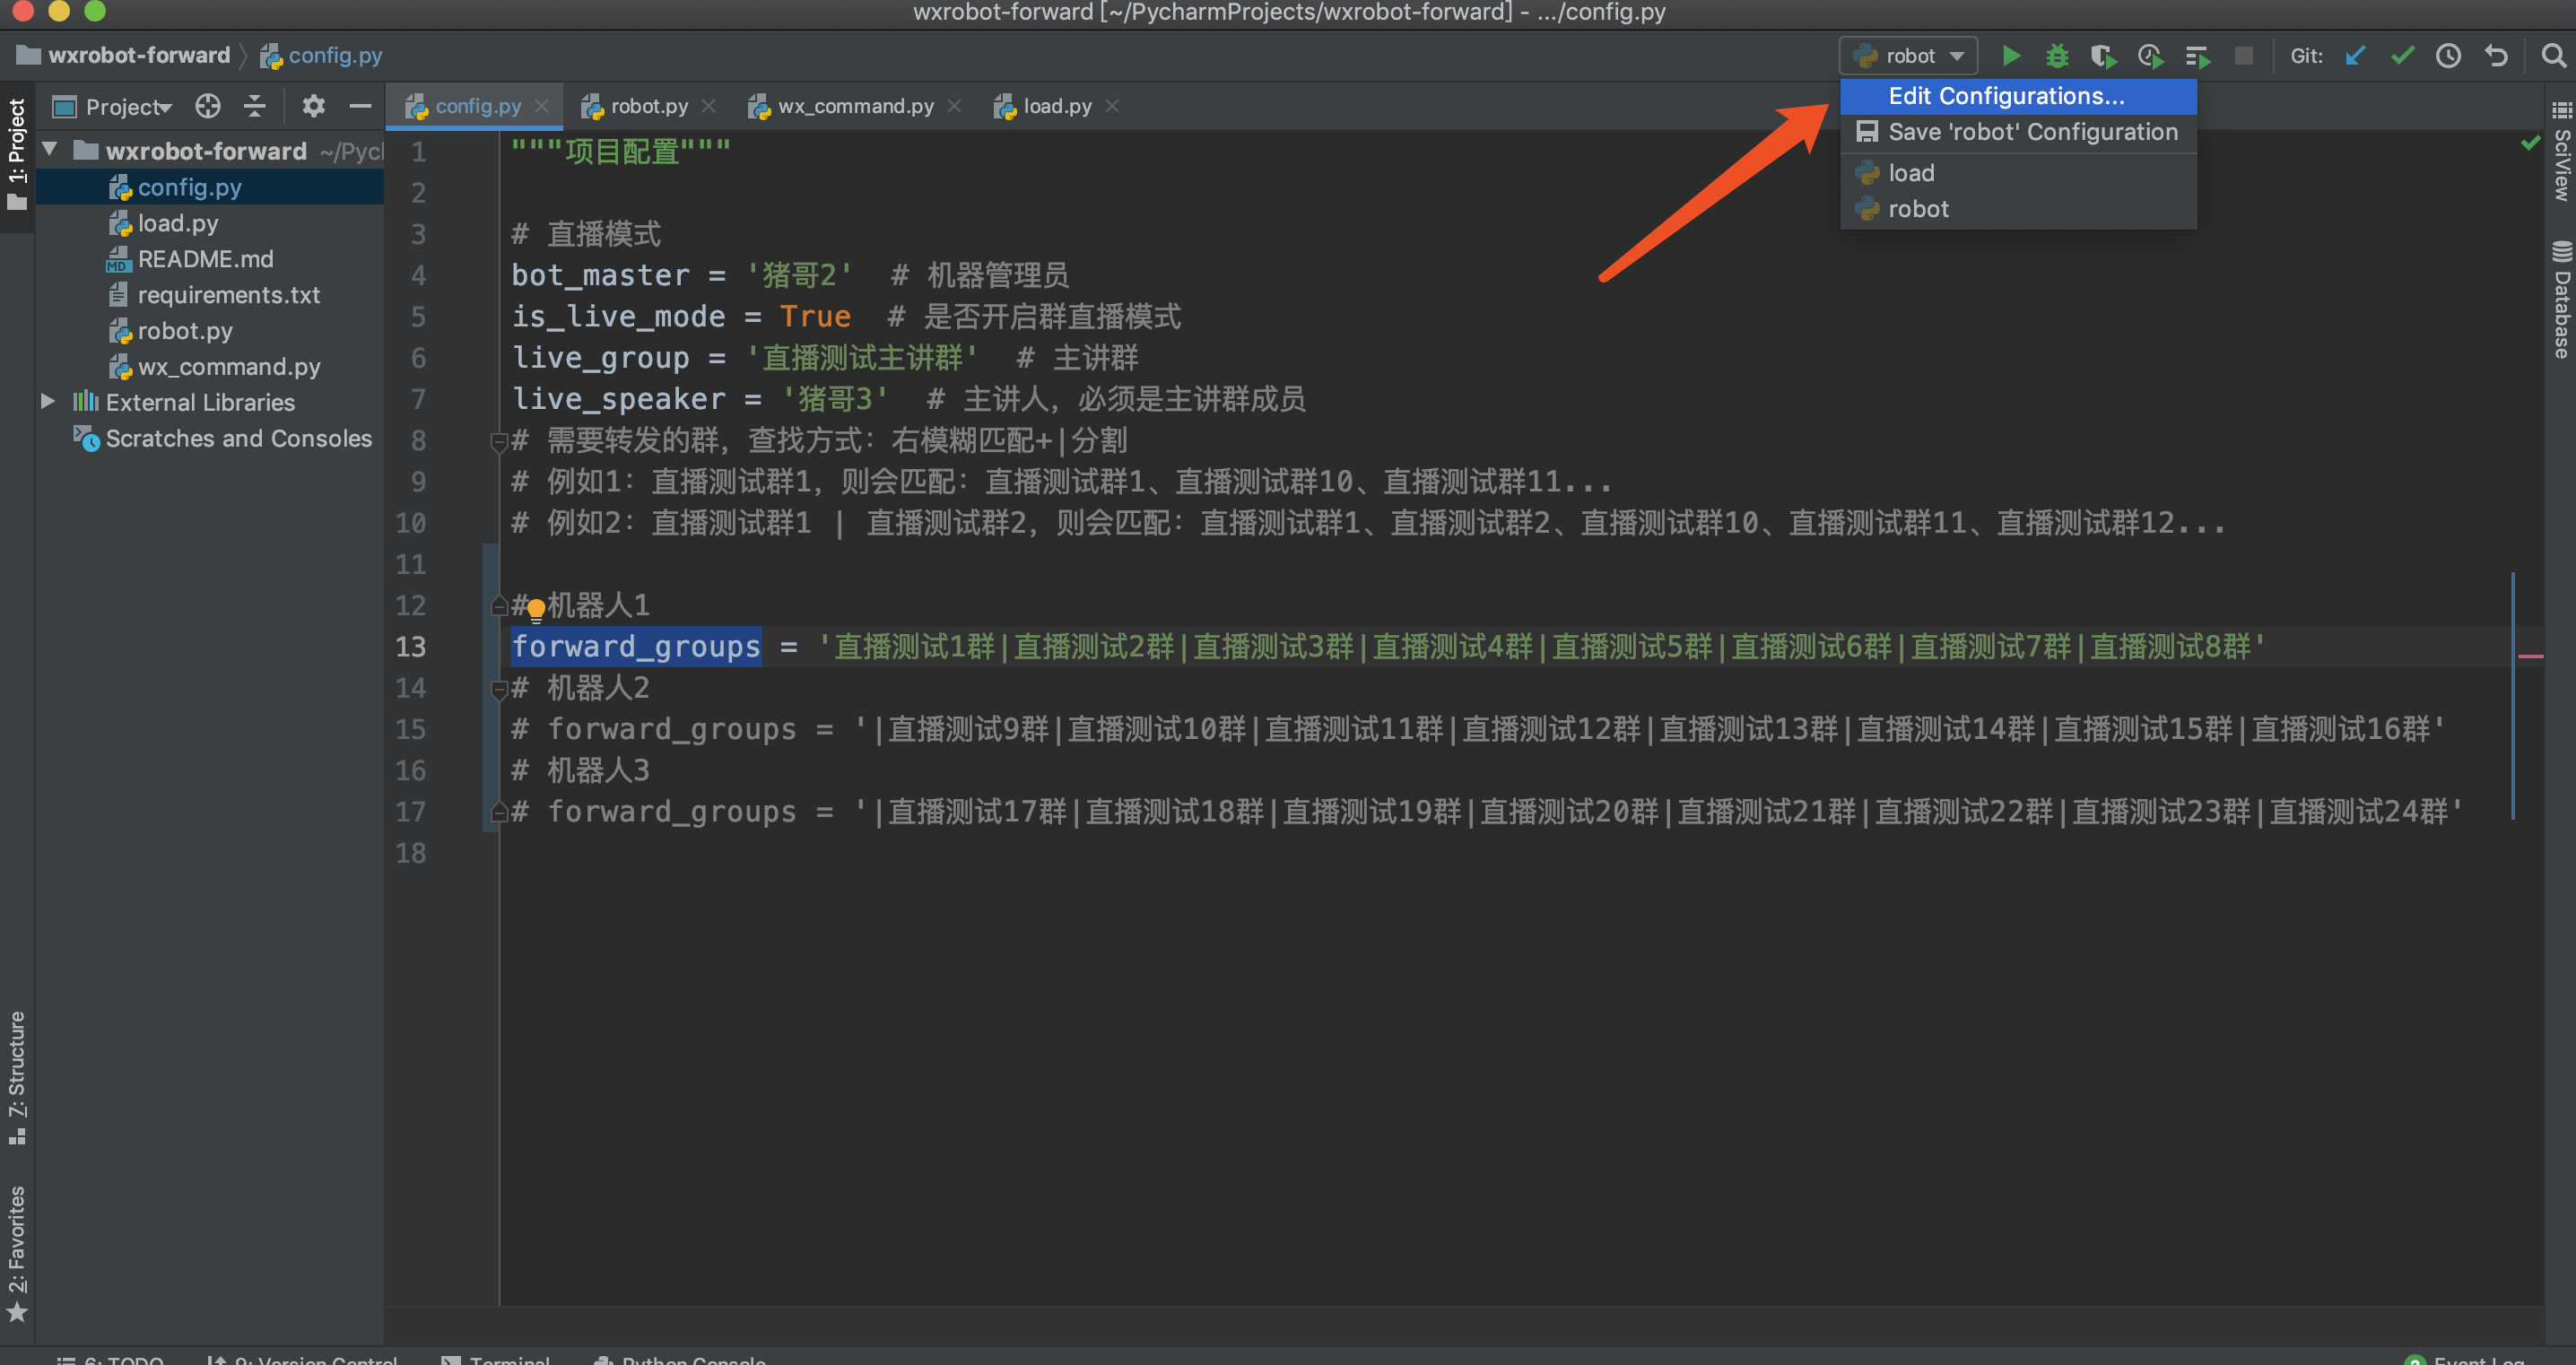 wxrobot-forward [~/PycharmProjects/wxrobot-forward] - .../config.py
wxrobot-forward config.py
robot
Git:
Edit Configurations...
Save 'robot' Configuration
load
robot
Project
config.py
robot.py
wx_command.py
load.py
1: Project
wxrobot-forward ~/Pycl
config.py
load.py
README.md
requirements.txt
robot.py
wx_command.py
External Libraries
Scratches and Consoles
7: Structure
2: Favorites
1 """项目配置"""
2
3 # 直播模式
4 bot_master = '猪哥2' # 机器管理员
5 is_live_mode = True # 是否开启群直播模式
6 live_group = '直播测试主讲群' # 主讲群
7 live_speaker = '猪哥3' # 主讲人，必须是主讲群成员
8 # 需要转发的群，查找方式：右模糊匹配+|分割
9 # 例如1：直播测试群1，则会匹配：直播测试群1、直播测试群10、直播测试群11...
10 # 例如2：直播测试群1 | 直播测试群2，则会匹配：直播测试群1、直播测试群2、直播测试群10、直播测试群11、直播测试群12...
11
12 # 机器人1
13 forward_groups = '直播测试1群|直播测试2群|直播测试3群|直播测试4群|直播测试5群|直播测试6群|直播测试7群|直播测试8群'
14 # 机器人2
15 # forward_groups = '|直播测试9群|直播测试10群|直播测试11群|直播测试12群|直播测试13群|直播测试14群|直播测试15群|直播测试16群'
16 # 机器人3
17 # forward_groups = '|直播测试17群|直播测试18群|直播测试19群|直播测试20群|直播测试21群|直播测试22群|直播测试23群|直播测试24群'
18
SciView
Database
6: TODO
9: Version Control
Terminal
Python Console
Event Log